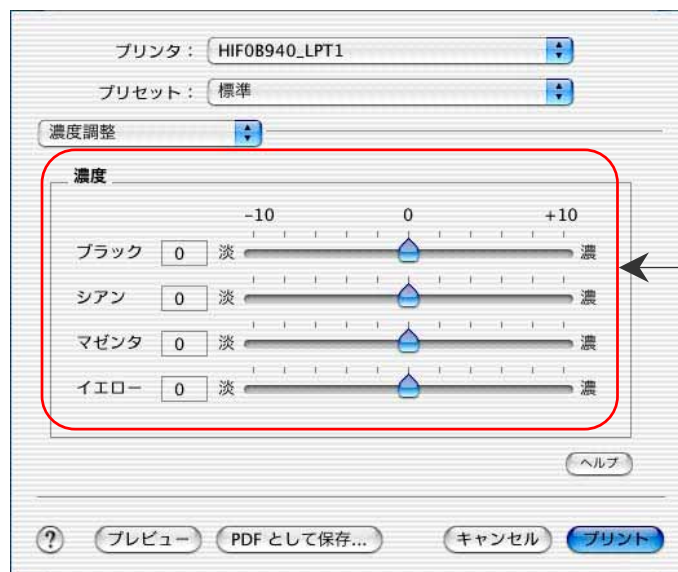 プリンタ： HIF0B940_LPT1
プリセット： 標準
濃度調整
濃度
-10 0 +10
ブラック 0 淡 濃
シアン 0 淡 濃
マゼンタ 0 淡 濃
イエロー 0 淡 濃
ヘルプ
? プレビュー PDF として保存... キャンセル プリント